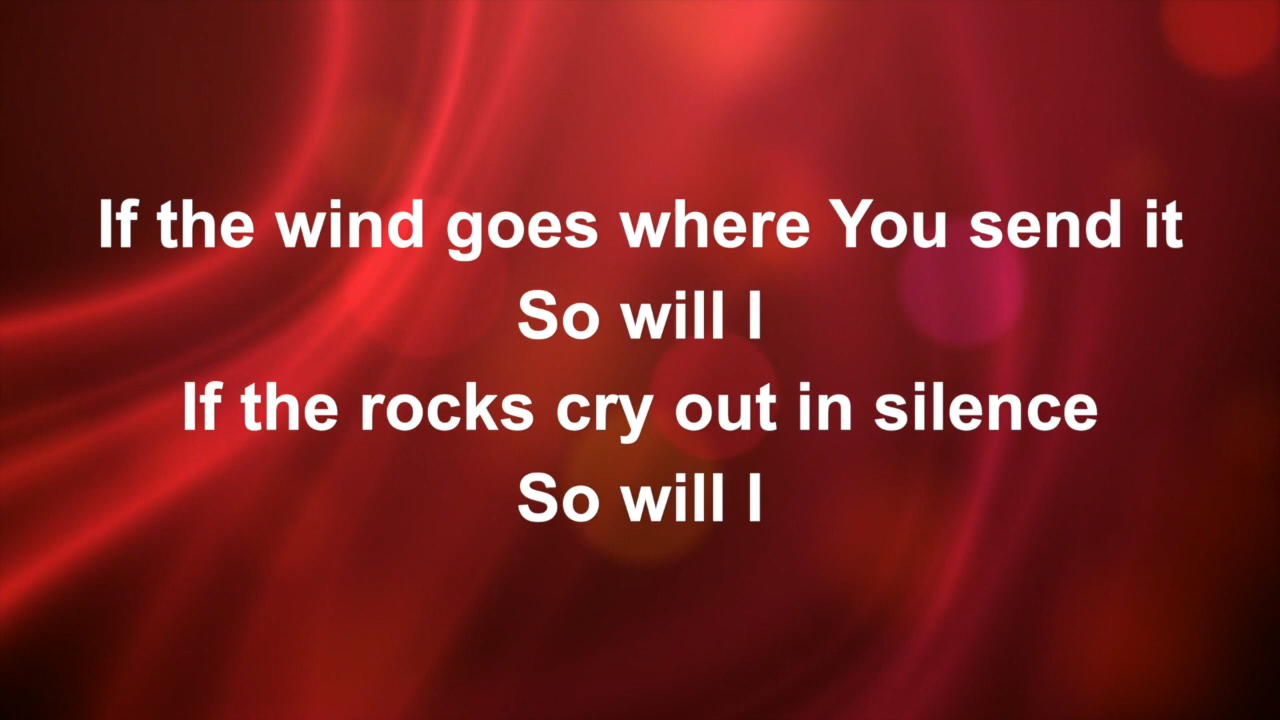 If the wind goes where You send it
So will I
If the rocks cry out in silence
So will I